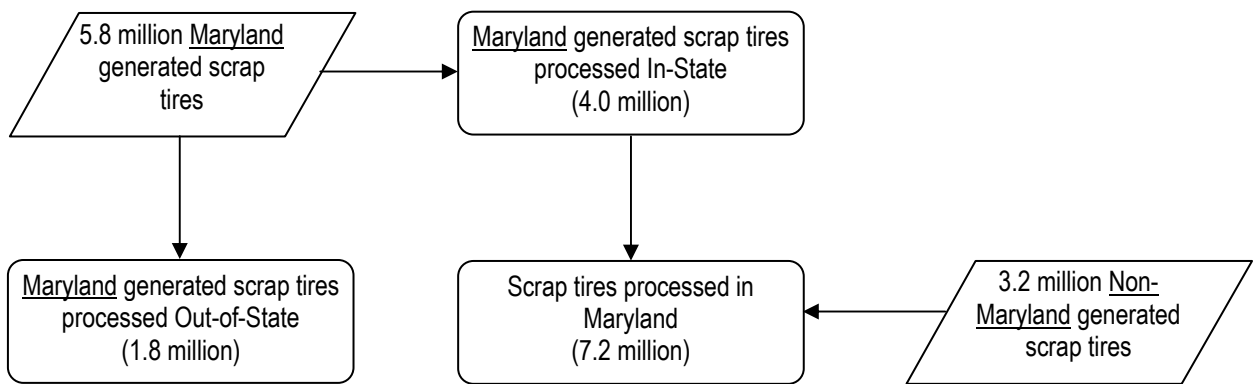 5.8 million Maryland
generated scrap
tires
Maryland generated scrap tires
processed In-State
(4.0 million)
Maryland generated scrap tires
processed Out-of-State
(1.8 million)
Scrap tires processed in
Maryland
(7.2 million)
3.2 million Non-
Maryland generated
scrap tires